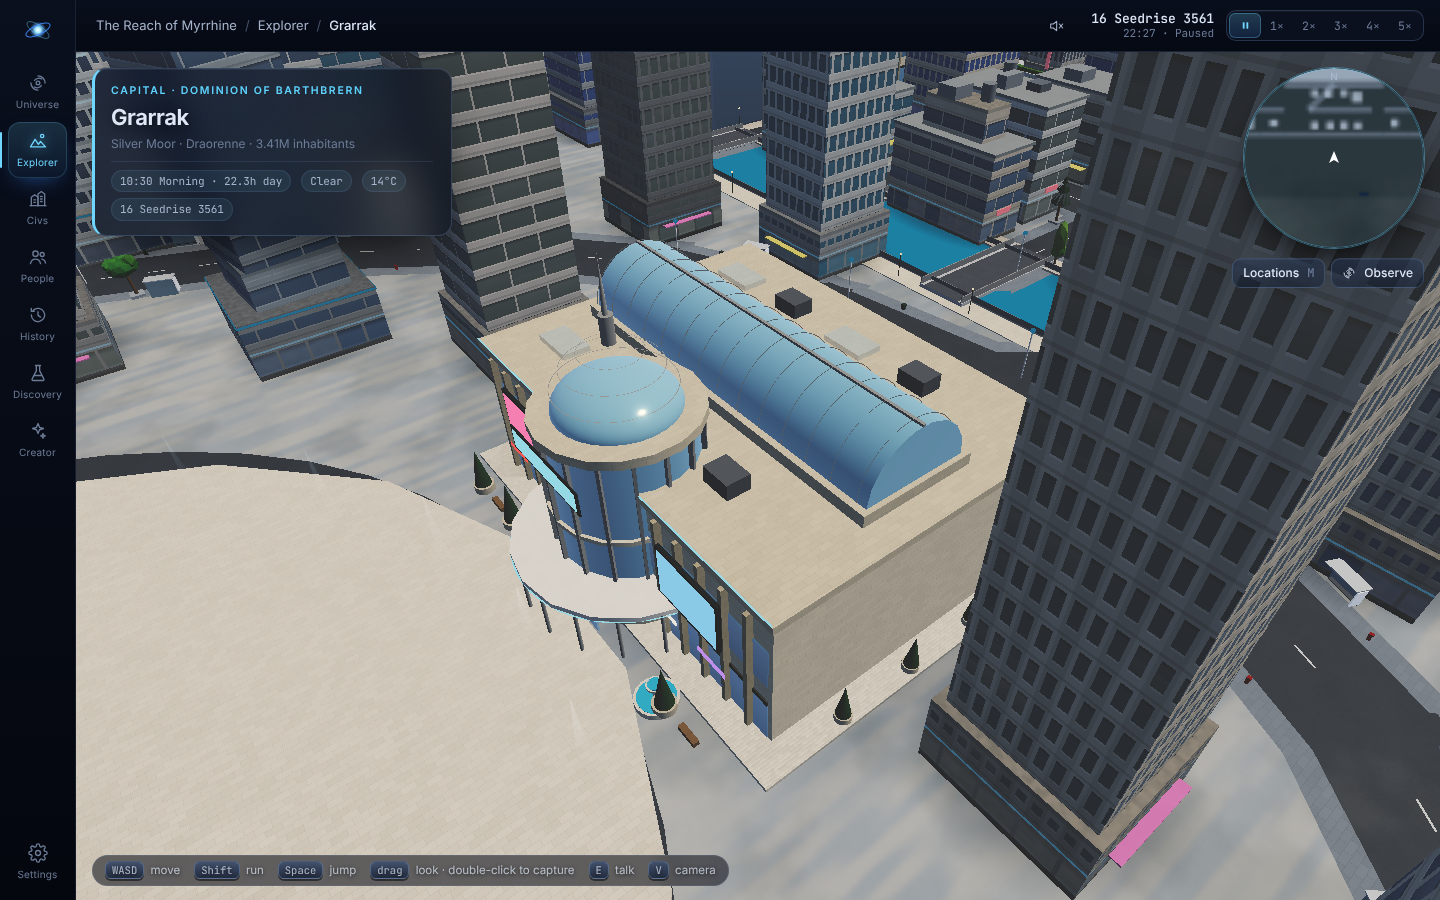 The Reach of Myrrhine / Explorer / Grarrak
16 Seedrise 3561
22:27 · Paused
1× 2× 3× 4× 5×
Universe
Explorer
Civs
People
History
Discovery
Creator
Settings
CAPITAL · DOMINION OF BARTHBRERN
Grarrak
Silver Moor · Draorenne · 3.41M inhabitants
10:30 Morning · 22.3h day
Clear
14°C
16 Seedrise 3561
N
Locations M
Observe
WASD move Shift run Space jump drag look · double-click to capture E talk V camera